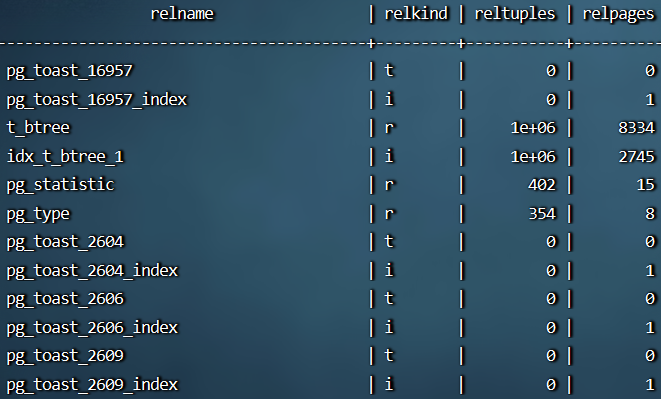 relname | relkind | reltuples | relpages
----------------------------------------+---------+-----------+----------
pg_toast_16957 | t | 0 | 0
pg_toast_16957_index | i | 0 | 1
t_btree | r | 1e+06 | 8334
idx_t_btree_1 | i | 1e+06 | 2745
pg_statistic | r | 402 | 15
pg_type | r | 354 | 8
pg_toast_2604 | t | 0 | 0
pg_toast_2604_index | i | 0 | 1
pg_toast_2606 | t | 0 | 0
pg_toast_2606_index | i | 0 | 1
pg_toast_2609 | t | 0 | 0
pg_toast_2609_index | i | 0 | 1